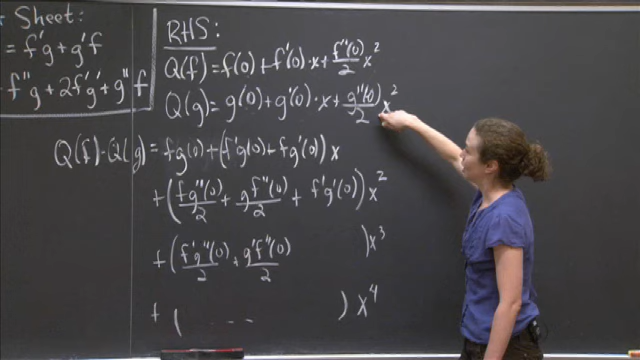 Sheet:
= f'g + g'f
f''g + 2f'g' + g''f
RHS:
Q(f) = f(0) + f'(0)·x + f''(0)/2 x²
Q(g) = g(0) + g'(0)·x + g''(0)/2 x²
Q(f)·Q(g) = fg(0) + (f'g(0) + fg'(0)) x
+ (fg''(0)/2 + gf''(0)/2 + f'g'(0)) x²
+ (f'g''(0)/2 + g'f''(0)/2 ) x³
+ ( ... ) x⁴